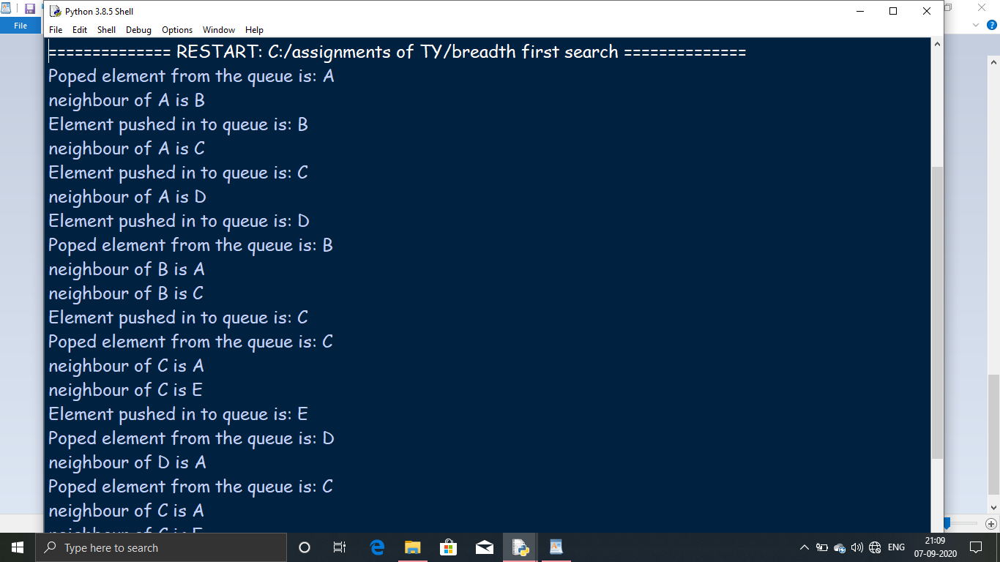 File
Python 3.8.5 Shell
File Edit Shell Debug Options Window Help
============== RESTART: C:/assignments of TY/breadth first search ==============
Poped element from the queue is: A
neighbour of A is B
Element pushed in to queue is: B
neighbour of A is C
Element pushed in to queue is: C
neighbour of A is D
Element pushed in to queue is: D
Poped element from the queue is: B
neighbour of B is A
neighbour of B is C
Element pushed in to queue is: C
Poped element from the queue is: C
neighbour of C is A
neighbour of C is E
Element pushed in to queue is: E
Poped element from the queue is: D
neighbour of D is A
Poped element from the queue is: C
neighbour of C is A
neighbour of C is
Type here to search
ENG
21:09
07-09-2020